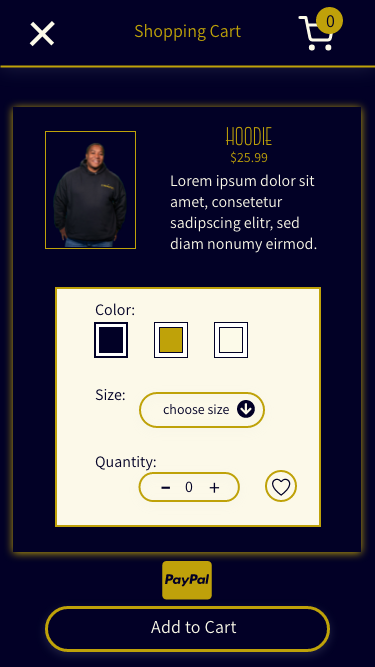 Shopping Cart
0
HOODIE
$25.99
Lorem ipsum dolor sit
amet, consetetur
sadipscing elitr, sed
diam nonumy eirmod.
Color:
Size:
choose size
Quantity:
- 0 +
PayPal
Add to Cart